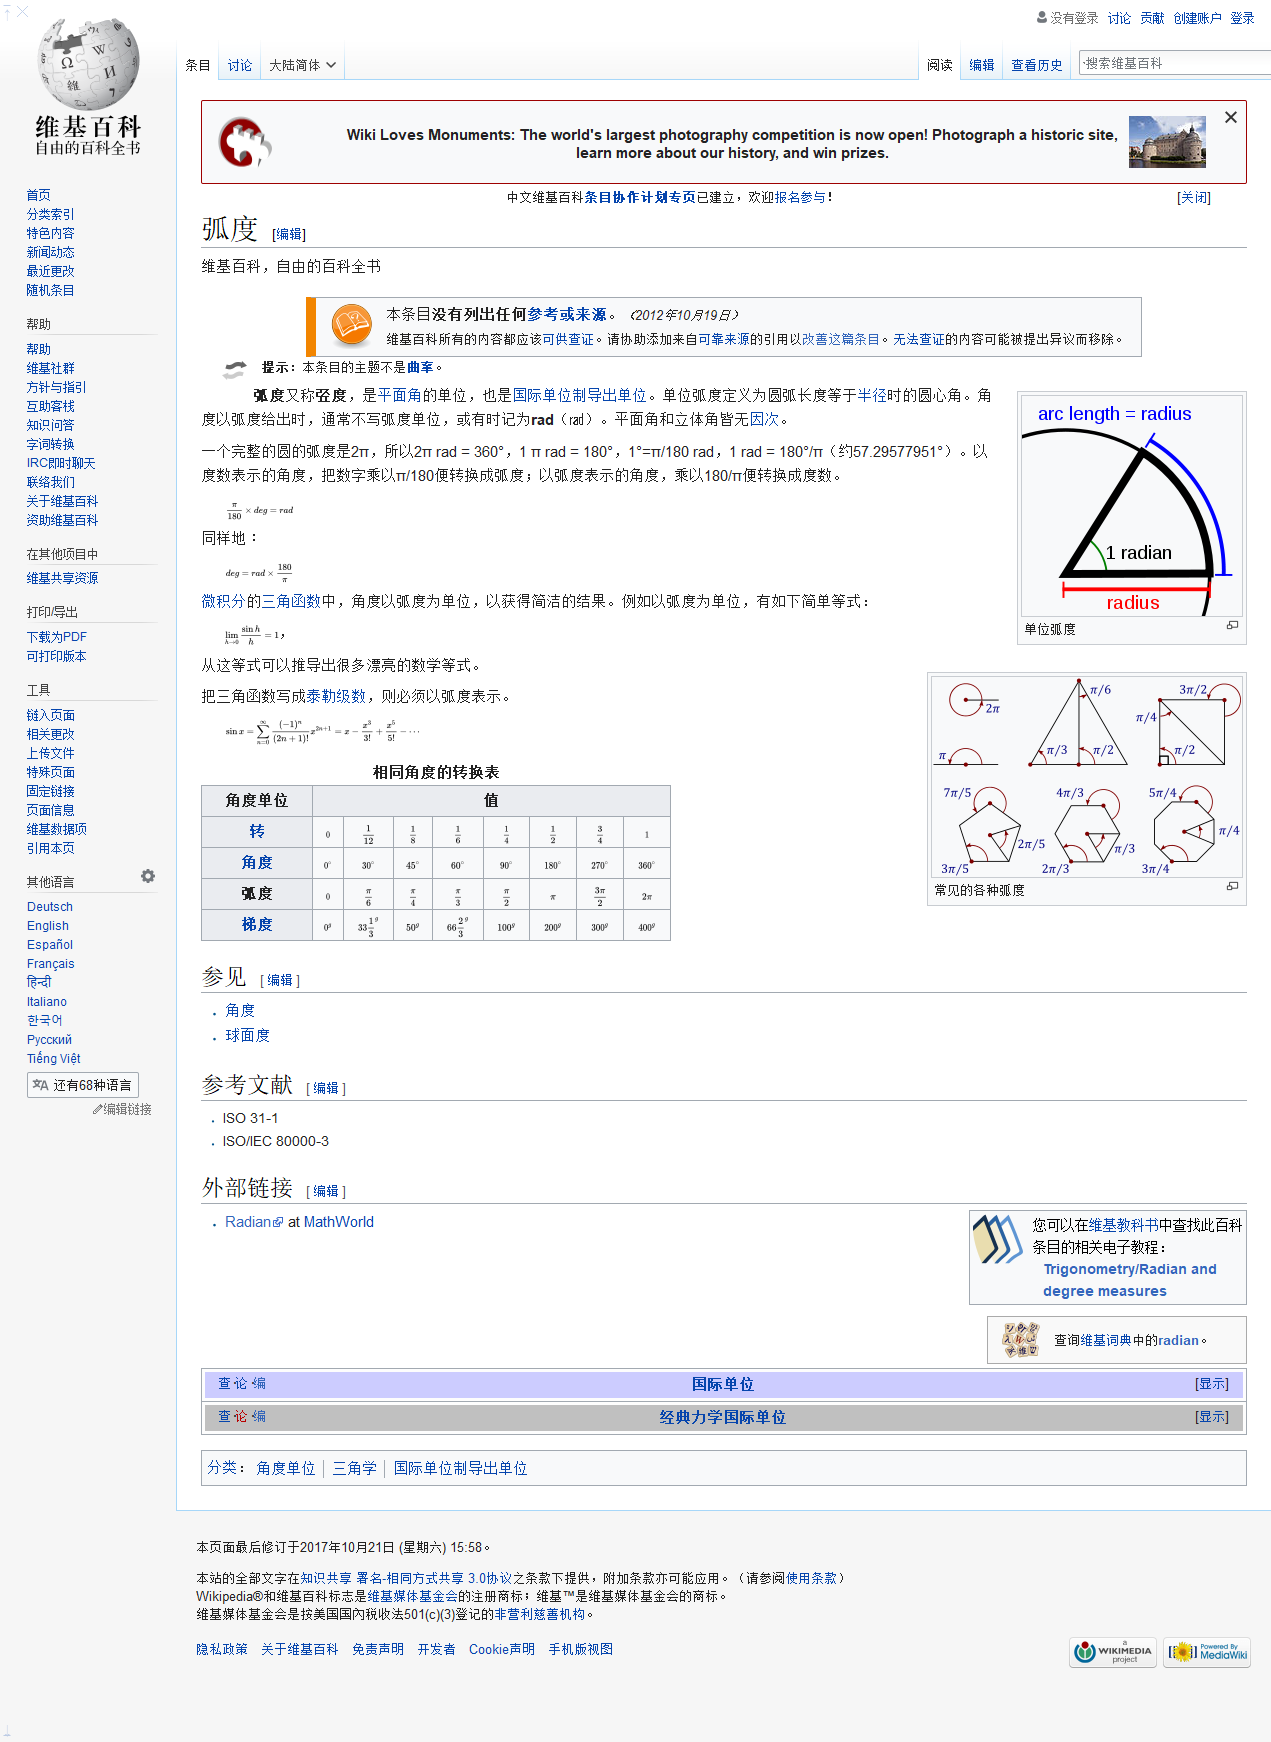 没有登录 讨论 贡献 创建账户 登录
条目 讨论 大陆简体 阅读 编辑 查看历史 搜索维基百科
维基百科
自由的百科全书
Wiki Loves Monuments: The world's largest photography competition is now open! Photograph a historic site,
learn more about our history, and win prizes.
中文维基百科条目协作计划专页已建立，欢迎报名参与！ [关闭]
首页
分类索引
特色内容
新闻动态
最近更改
随机条目
帮助
帮助
维基社群
方针与指引
互助客栈
知识问答
字词转换
IRC即时聊天
联络我们
关于维基百科
资助维基百科
在其他项目中
维基共享资源
打印/导出
下载为PDF
可打印版本
工具
链入页面
相关更改
上传文件
特殊页面
固定链接
页面信息
维基数据项
引用本页
其他语言
Deutsch
English
Español
Français
हिन्दी
Italiano
한국어
Русский
Tiếng Việt
还有68种语言
编辑链接
弧度 [编辑]
维基百科，自由的百科全书
本条目没有列出任何参考或来源。 （2012年10月19日）
维基百科所有的内容都应该可供查证。请协助添加来自可靠来源的引用以改善这篇条目。无法查证的内容可能被提出异议而移除。
提示：本条目的主题不是曲率。
弧度又称弳度，是平面角的单位，也是国际单位制导出单位。单位弧度定义为圆弧长度等于半径时的圆心角。角
度以弧度给出时，通常不写弧度单位，或有时记为rad（㎭）。平面角和立体角皆无因次。
一个完整的圆的弧度是2π，所以2π rad = 360°，1 π rad = 180°，1°=π/180 rad，1 rad = 180°/π（约57.29577951°）。以
度数表示的角度，把数字乘以π/180便转换成弧度；以弧度表示的角度，乘以180/π便转换成度数。
π/180 × deg = rad
同样地：
deg = rad × 180/π
微积分的三角函数中，角度以弧度为单位，以获得简洁的结果。例如以弧度为单位，有如下简单等式：
lim h→0 sin h/h = 1，
从这等式可以推导出很多漂亮的数学等式。
把三角函数写成泰勒级数，则必须以弧度表示。
sin x = ∑ n=0 ∞ (−1)^n/(2n+1)! x^{2n+1} = x − x^3/3! + x^5/5! − ⋯
arc length = radius
1 radian
radius
单位弧度
2π π/6 3π/2
π/4
π π/3 π/2 π/2
7π/5 4π/3 5π/4
2π/5 π/3 π/4
3π/5 2π/3 3π/4
常见的各种弧度
相同角度的转换表
角度单位 值
转 0 1/12 1/8 1/6 1/4 1/2 3/4 1
角度 0° 30° 45° 60° 90° 180° 270° 360°
弧度 0 π/6 π/4 π/3 π/2 π 3π/2 2π
梯度 0^g 33 1/3^g 50^g 66 2/3^g 100^g 200^g 300^g 400^g
参见 [编辑]
角度
球面度
参考文献 [编辑]
ISO 31-1
ISO/IEC 80000-3
外部链接 [编辑]
Radian at MathWorld
您可以在维基教科书中查找此百科
条目的相关电子教程：
Trigonometry/Radian and
degree measures
查询维基词典中的radian。
查·论·编 国际单位 [显示]
查·论·编 经典力学国际单位 [显示]
分类： 角度单位 三角学 国际单位制导出单位
本页面最后修订于2017年10月21日 (星期六) 15:58。
本站的全部文字在知识共享 署名-相同方式共享 3.0协议之条款下提供，附加条款亦可能应用。（请参阅使用条款）
Wikipedia®和维基百科标志是维基媒体基金会的注册商标；维基™是维基媒体基金会的商标。
维基媒体基金会是按美国国內稅收法501(c)(3)登记的非营利慈善机构。
隐私政策 关于维基百科 免责声明 开发者 Cookie声明 手机版视图
a WIKIMEDIA project
Powered By MediaWiki